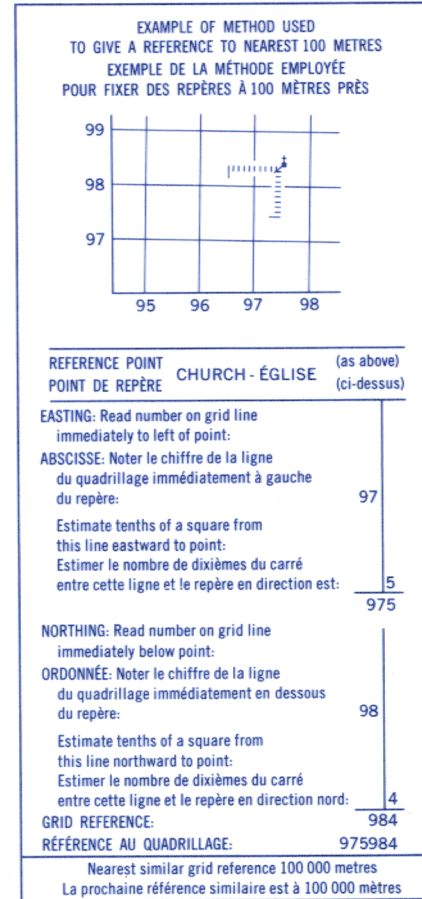 EXAMPLE OF METHOD USED
TO GIVE A REFERENCE TO NEAREST 100 METRES
EXEMPLE DE LA MÉTHODE EMPLOYÉE
POUR FIXER DES REPÈRES À 100 MÈTRES PRÈS
99
98
97
95 96 97 98
REFERENCE POINT
POINT DE REPÈRE
CHURCH - ÉGLISE
(as above)
(ci-dessus)
EASTING: Read number on grid line
immediately to left of point:
ABSCISSE: Noter le chiffre de la ligne
du quadrillage immédiatement à gauche
du repère: 97
Estimate tenths of a square from
this line eastward to point:
Estimer le nombre de dixièmes du carré
entre cette ligne et le repère en direction est: 5
975
NORTHING: Read number on grid line
immediately below point:
ORDONNÉE: Noter le chiffre de la ligne
du quadrillage immédiatement en dessous
du repère: 98
Estimate tenths of a square from
this line northward to point:
Estimer le nombre de dixièmes du carré
entre cette ligne et le repère en direction nord: 4
GRID REFERENCE: 984
RÉFÉRENCE AU QUADRILLAGE: 975984
Nearest similar grid reference 100 000 metres
La prochaine référence similaire est à 100 000 mètres